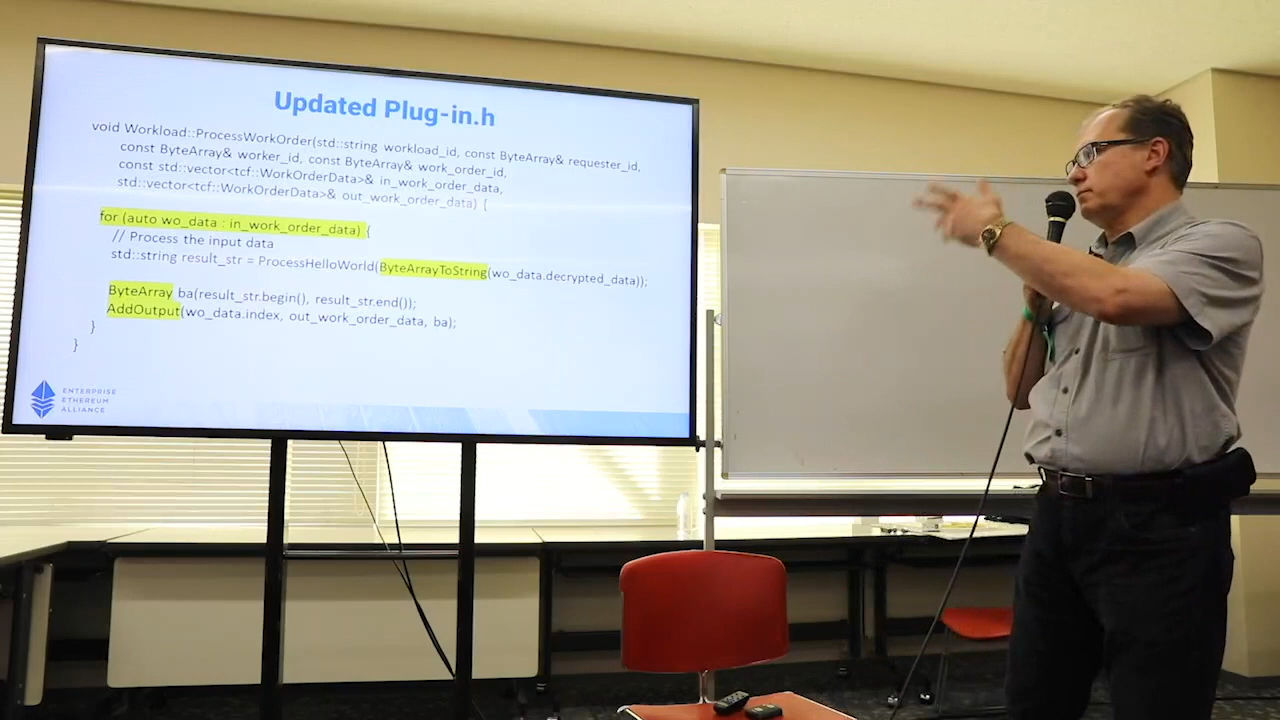 Updated Plug-in.h
void Workload::ProcessWorkOrder(std::string workload_id, const ByteArray& requester_id,
const ByteArray& worker_id, const ByteArray& work_order_id,
const std::vector<tcf::WorkOrderData>& in_work_order_data,
std::vector<tcf::WorkOrderData>& out_work_order_data) {
for (auto wo_data : in_work_order_data) {
// Process the input data
std::string result_str = ProcessHelloWorld(ByteArrayToString(wo_data.decrypted_data));
ByteArray ba(result_str.begin(), result_str.end());
AddOutput(wo_data.index, out_work_order_data, ba);
}
}
ENTERPRISE
ETHEREUM
ALLIANCE